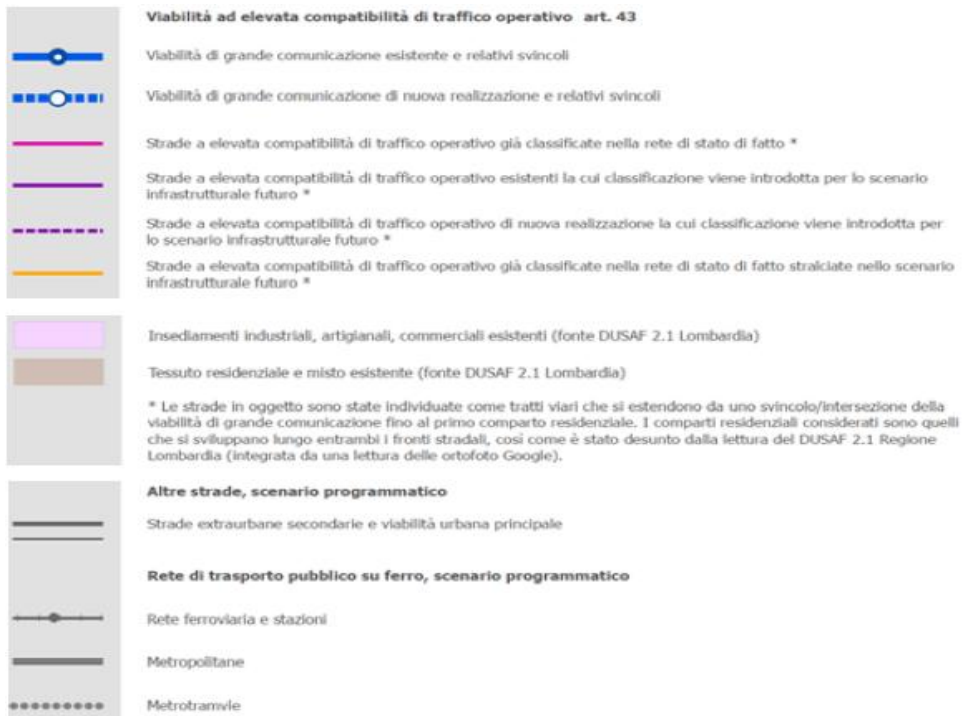 Viabilità ad elevata compatibilità di traffico operativo art. 43
Viabilità di grande comunicazione esistente e relativi svincoli
Viabilità di grande comunicazione di nuova realizzazione e relativi svincoli
Strade a elevata compatibilità di traffico operativo già classificate nella rete di stato di fatto *
Strade a elevata compatibilità di traffico operativo esistenti la cui classificazione viene introdotta per lo scenario
infrastrutturale futuro *
Strade a elevata compatibilità di traffico operativo di nuova realizzazione la cui classificazione viene introdotta per
lo scenario infrastrutturale futuro *
Strade a elevata compatibilità di traffico operativo già classificate nella rete di stato di fatto stralciate nello scenario
infrastrutturale futuro *
Insediamenti industriali, artigianali, commerciali esistenti (fonte DUSAF 2.1 Lombardia)
Tessuto residenziale e misto esistente (fonte DUSAF 2.1 Lombardia)
* Le strade in oggetto sono state individuate come tratti viari che si estendono da uno svincolo/intersezione della
viabilità di grande comunicazione fino al primo comparto residenziale. I comparti residenziali considerati sono quelli
che si sviluppano lungo entrambi i fronti stradali, così come è stato desunto dalla lettura del DUSAF 2.1 Regione
Lombardia (integrata da una lettura delle ortofoto Google).
Altre strade, scenario programmatico
Strade extraurbane secondarie e viabilità urbana principale
Rete di trasporto pubblico su ferro, scenario programmatico
Rete ferroviaria e stazioni
Metropolitane
Metrotramvie